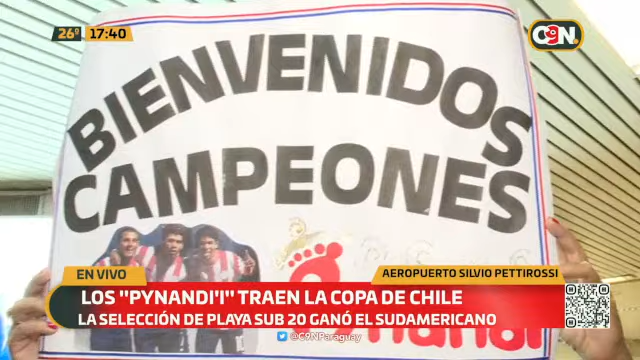 26º 17:40
C9N
BIENVENIDOS
CAMPEONES
EN VIVO
AEROPUERTO SILVIO PETTIROSSI
LOS "PYNANDI'I" TRAEN LA COPA DE CHILE
LA SELECCIÓN DE PLAYA SUB 20 GANÓ EL SUDAMERICANO
@C9NParaguay